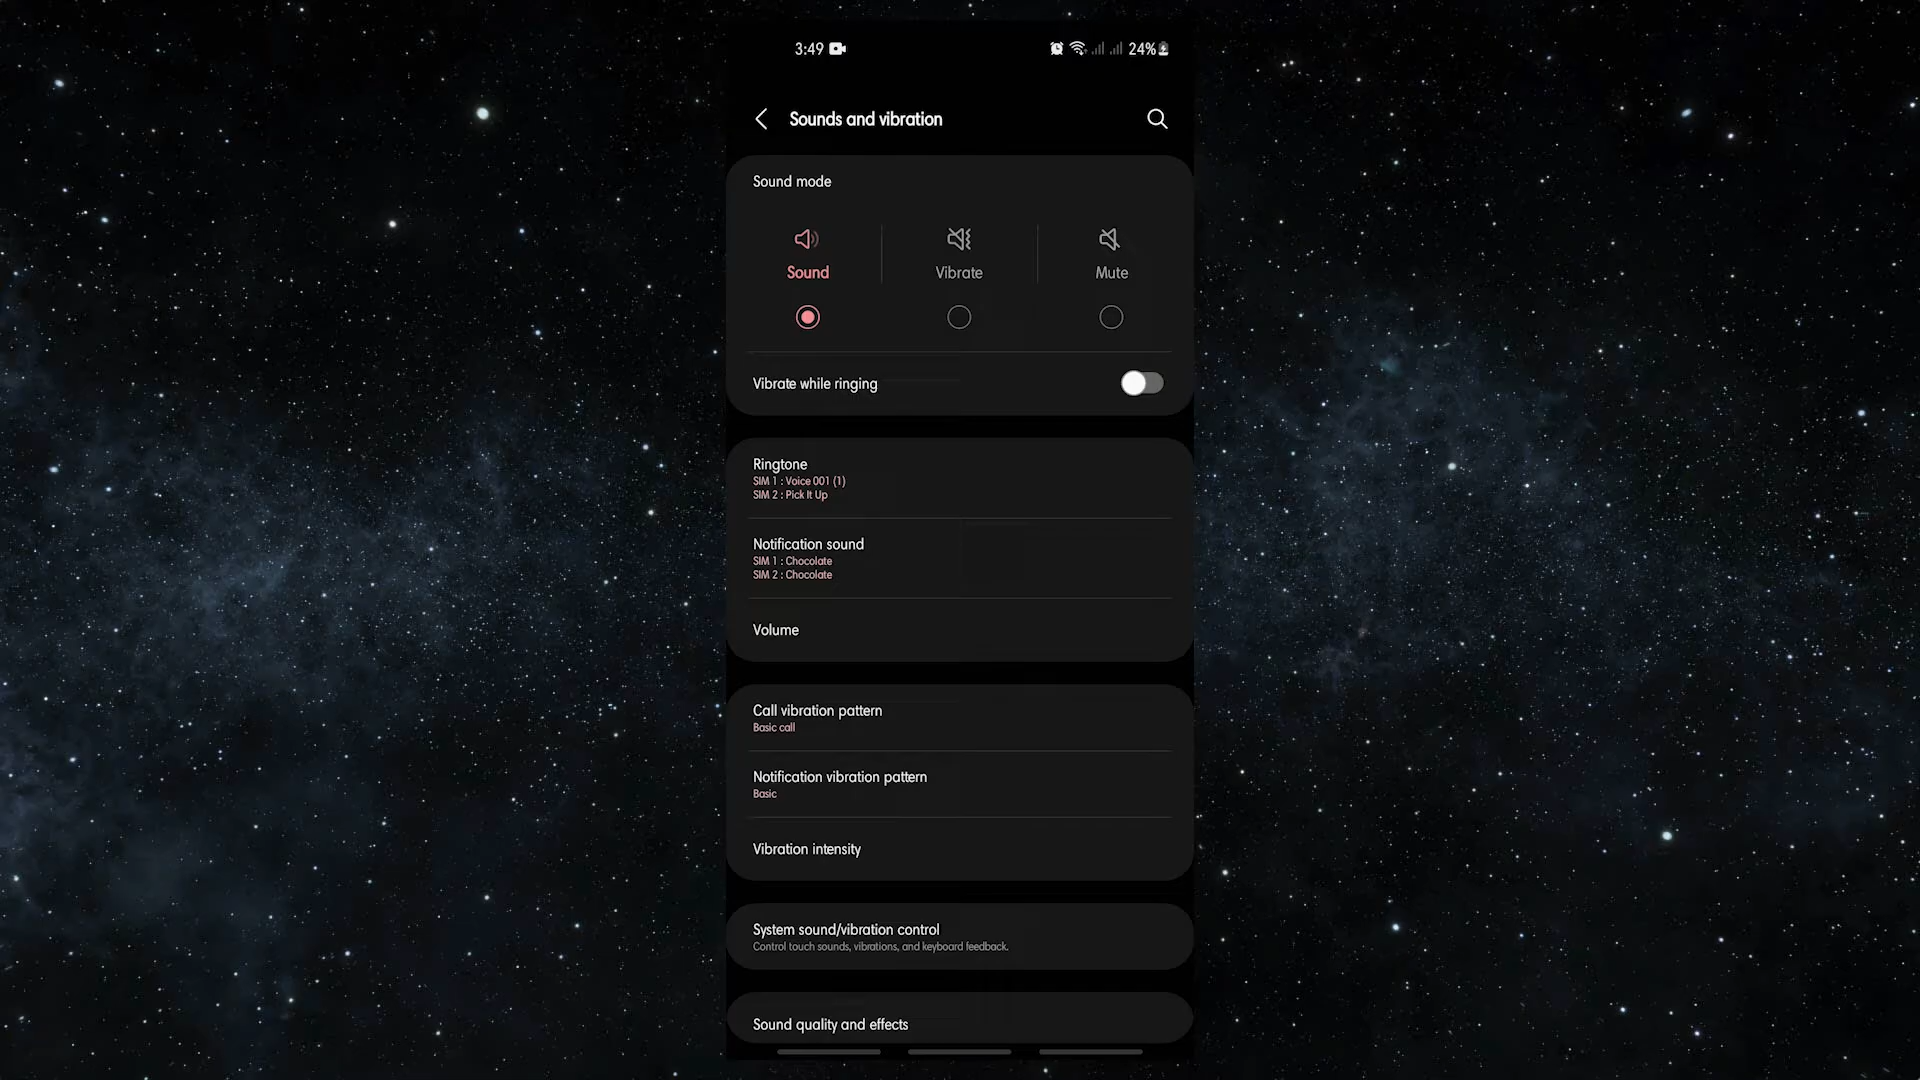 3:49
24%
Sounds and vibration
Sound mode
Sound
Vibrate
Mute
Vibrate while ringing
Ringtone
SIM 1 : Voice 001 (1)
SIM 2 : Pick It Up
Notification sound
SIM 1 : Chocolate
SIM 2 : Chocolate
Volume
Call vibration pattern
Basic call
Notification vibration pattern
Basic
Vibration intensity
System sound/vibration control
Control touch sounds, vibrations, and keyboard feedback.
Sound quality and effects